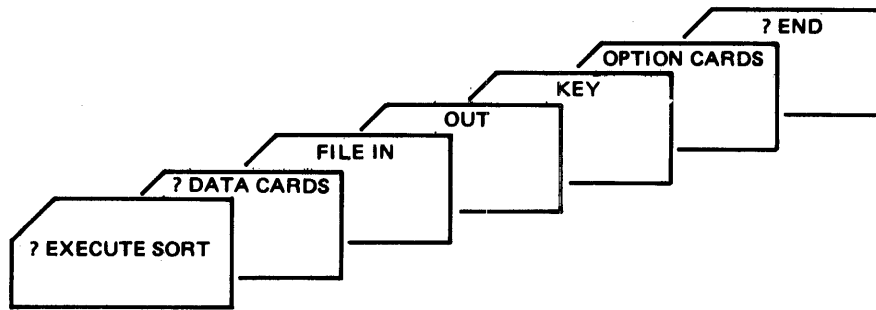 ? END
OPTION CARDS
KEY
OUT
FILE IN
? DATA CARDS
? EXECUTE SORT